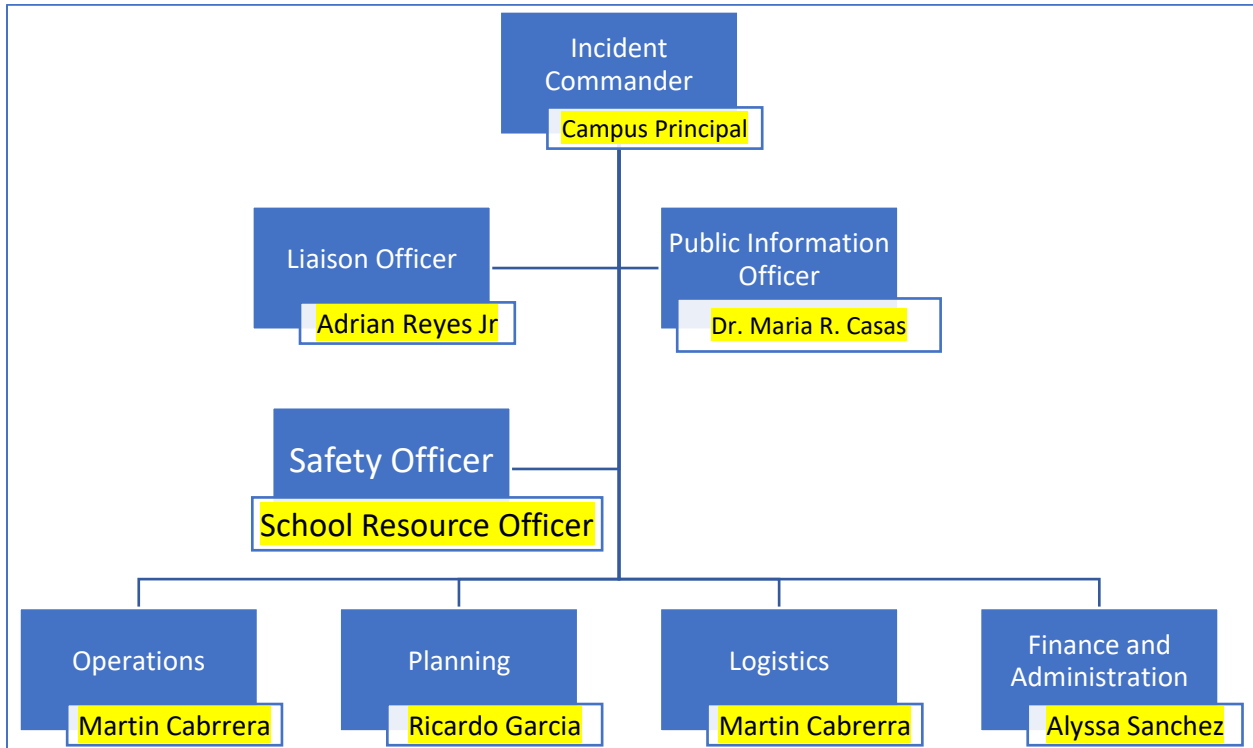 Incident
Commander
Campus Principal
Liaison Officer
Adrian Reyes Jr
Public Information
Officer
Dr. Maria R. Casas
Safety Officer
School Resource Officer
Operations
Martin Cabrrera
Planning
Ricardo Garcia
Logistics
Martin Cabrerra
Finance and
Administration
Alyssa Sanchez